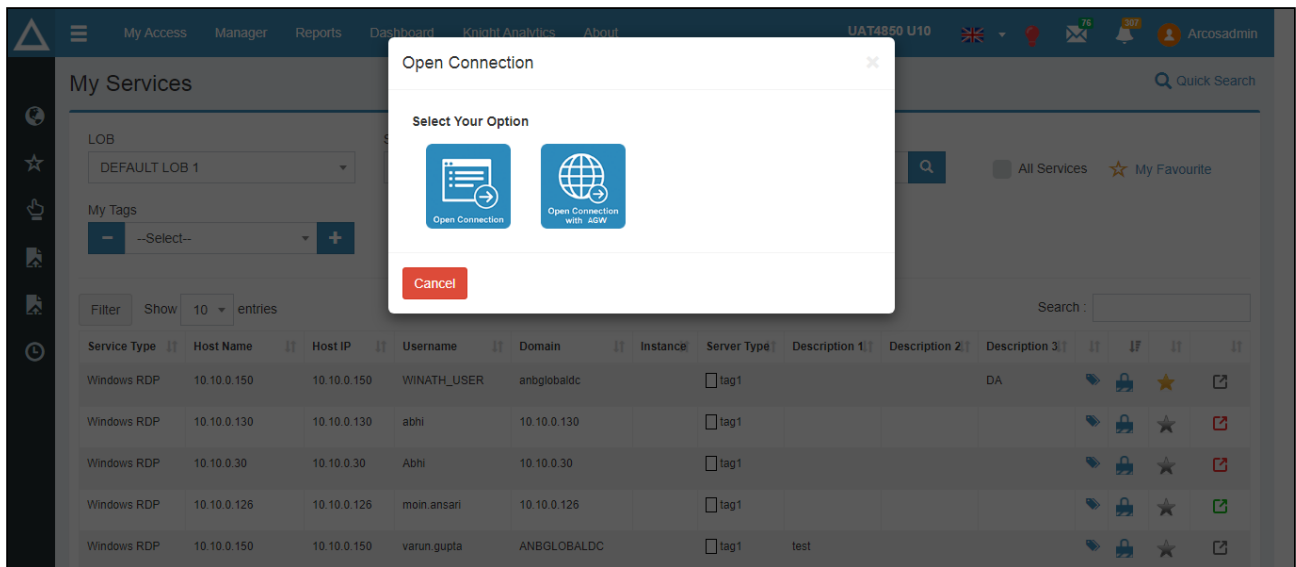 My Access Manager Reports Dashboard Knight Analytics About UAT4850 U10 76 307 Arcosadmin
Open Connection ×
My Services Quick Search
Select Your Option
LOB S
DEFAULT LOB 1 All Services My Favourite
Open Connection
Open Connection
with AGW
My Tags
--Select--
Cancel
Filter Show 10 entries Search :
Service Type Host Name Host IP Username Domain Instance Server Type Description 1 Description 2 Description 3
Windows RDP 10.10.0.150 10.10.0.150 WINATH_USER anbglobaldc tag1 DA
Windows RDP 10.10.0.130 10.10.0.130 abhi 10.10.0.130 tag1
Windows RDP 10.10.0.30 10.10.0.30 Abhi 10.10.0.30 tag1
Windows RDP 10.10.0.126 10.10.0.126 moin.ansari 10.10.0.126 tag1
Windows RDP 10.10.0.150 10.10.0.150 varun.gupta ANBGLOBALDC tag1 test